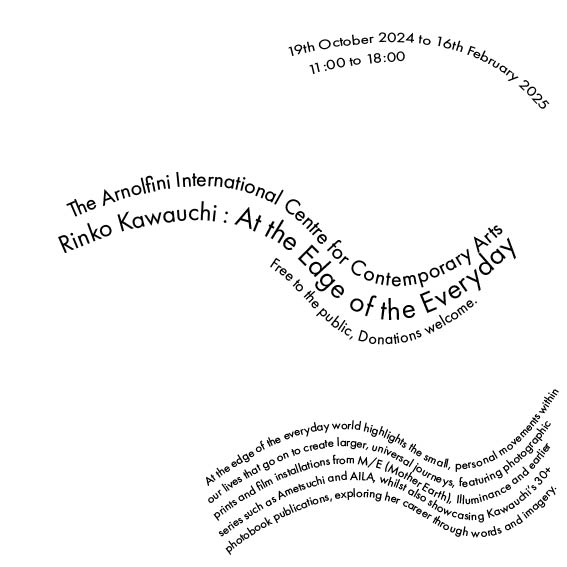 19th October 2024 to 16th February 2025
11:00 to 18:00
The Arnolfini International Centre for Contemporary Arts
Rinko Kawauchi : At the Edge of the Everyday
Free to the public, Donations welcome.
At the edge of the everyday world highlights the small, personal movements within
our lives that go on to create larger, universal journeys, featuring photographic
prints and film installations from M/E (Mother Earth), Illuminance and earlier
series such as Ametsuchi and AILA, whilst also showcasing Kawauchi's 30+
photobook publications, exploring her career through words and imagery.